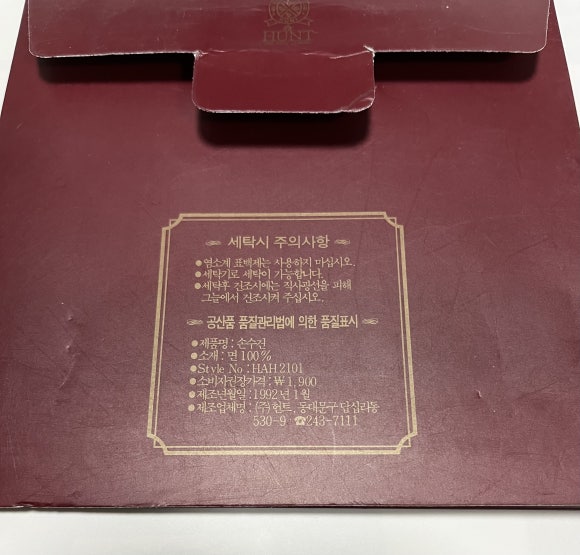 HUNT
세탁시 주의사항
●염소계 표백제는 사용하지 마십시오.
●세탁기로 세탁이 가능합니다.
●세탁후 건조시에는 직사광선을 피해
그늘에서 건조시켜 주십시오.
공산품 품질관리법에 의한 품질표시
●제품명 : 손수건
●소재 : 면 100%
●Style No : HAH 2101
●소비자권장가격 : ₩ 1,900
●제조년월일 : 1992년 1월
●제조업체명 : (주)헌트, 동대문구 답십리동
530-9 ☎243-7111